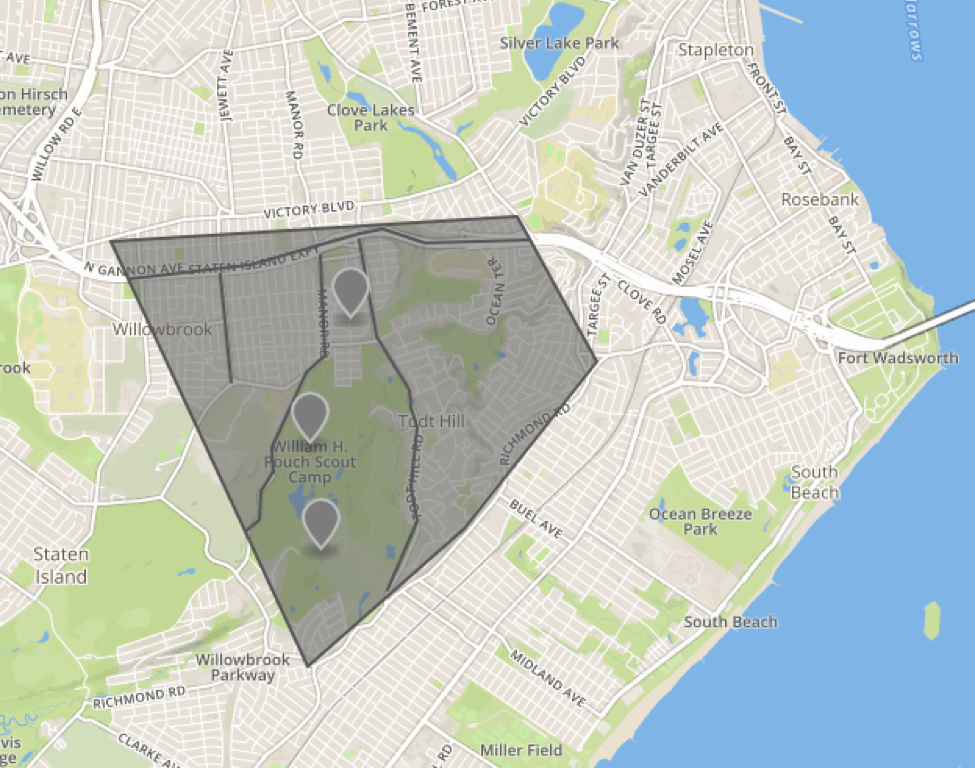 FOREST AVE
BEMENT AVE
Silver Lake Park
Stapleton
Narrows
AVE
on Hirsch
emetery
JEWETT AVE
MANOR RD
Clove Lakes
Park
VICTORY BLVD
FRONT ST
WILLOW RD E
VAN DUZER ST
TARGEE ST
VANDERBILT AVE
BAY ST
Rosebank
VICTORY BLVD
BAY ST
MOSEL AVE
N GANNON AVE
STATEN ISLAND EXPY
OCEAN TER
TARGEE ST
CLOVE RD
MANOR RD
Willowbrook
Fort Wadsworth
rook
Todt Hill
RICHMOND RD
William H.
Pouch Scout
Camp
TODT HILL RD
South
Beach
BUEL AVE
Ocean Breeze
Park
Staten
Island
South Beach
Willowbrook
Parkway
MIDLAND AVE
RICHMOND RD
CLARKE AV
vis
ge
RD
Miller Field